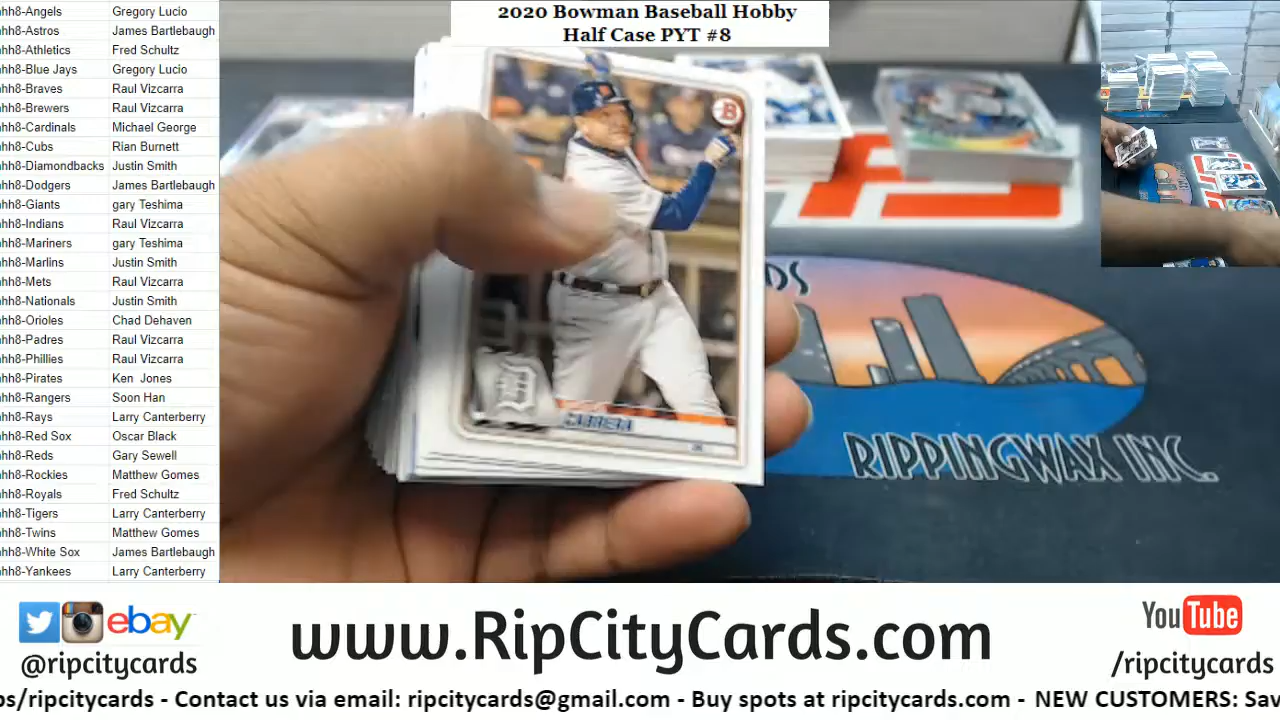 2020 Bowman Baseball Hobby
Half Case PYT #8
hh8-Angels Gregory Lucio
hh8-Astros James Bartlebaugh
hh8-Athletics Fred Schultz
hh8-Blue Jays Gregory Lucio
hh8-Braves Raul Vizcarra
hh8-Brewers Raul Vizcarra
hh8-Cardinals Michael George
hh8-Cubs Rian Burnett
hh8-Diamondbacks Justin Smith
hh8-Dodgers James Bartlebaugh
hh8-Giants gary Teshima
hh8-Indians Raul Vizcarra
hh8-Mariners gary Teshima
hh8-Marlins Justin Smith
hh8-Mets Raul Vizcarra
hh8-Nationals Justin Smith
hh8-Orioles Chad Dehaven
hh8-Padres Raul Vizcarra
hh8-Phillies Raul Vizcarra
hh8-Pirates Ken Jones
hh8-Rangers Soon Han
hh8-Rays Larry Canterberry
hh8-Red Sox Oscar Black
hh8-Reds Gary Sewell
hh8-Rockies Matthew Gomes
hh8-Royals Fred Schultz
hh8-Tigers Larry Canterberry
hh8-Twins Matthew Gomes
hh8-White Sox James Bartlebaugh
hh8-Yankees Larry Canterberry
B
D
CABRERA
DS
RIPPINGWAX INC.
ebay
@ripcitycards
www.RipCityCards.com
YouTube
/ripcitycards
os/ripcitycards - Contact us via email: ripcitycards@gmail.com - Buy spots at ripcitycards.com - NEW CUSTOMERS: Sav